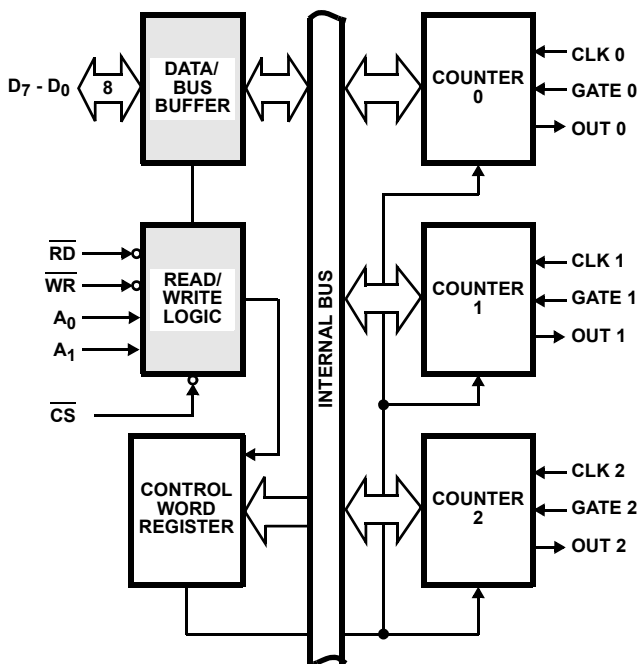 D7 - D0
8
DATA/
BUS
BUFFER
RD
WR
A0
A1
CS
READ/
WRITE
LOGIC
CONTROL
WORD
REGISTER
INTERNAL BUS
COUNTER
0
CLK 0
GATE 0
OUT 0
COUNTER
1
CLK 1
GATE 1
OUT 1
COUNTER
2
CLK 2
GATE 2
OUT 2